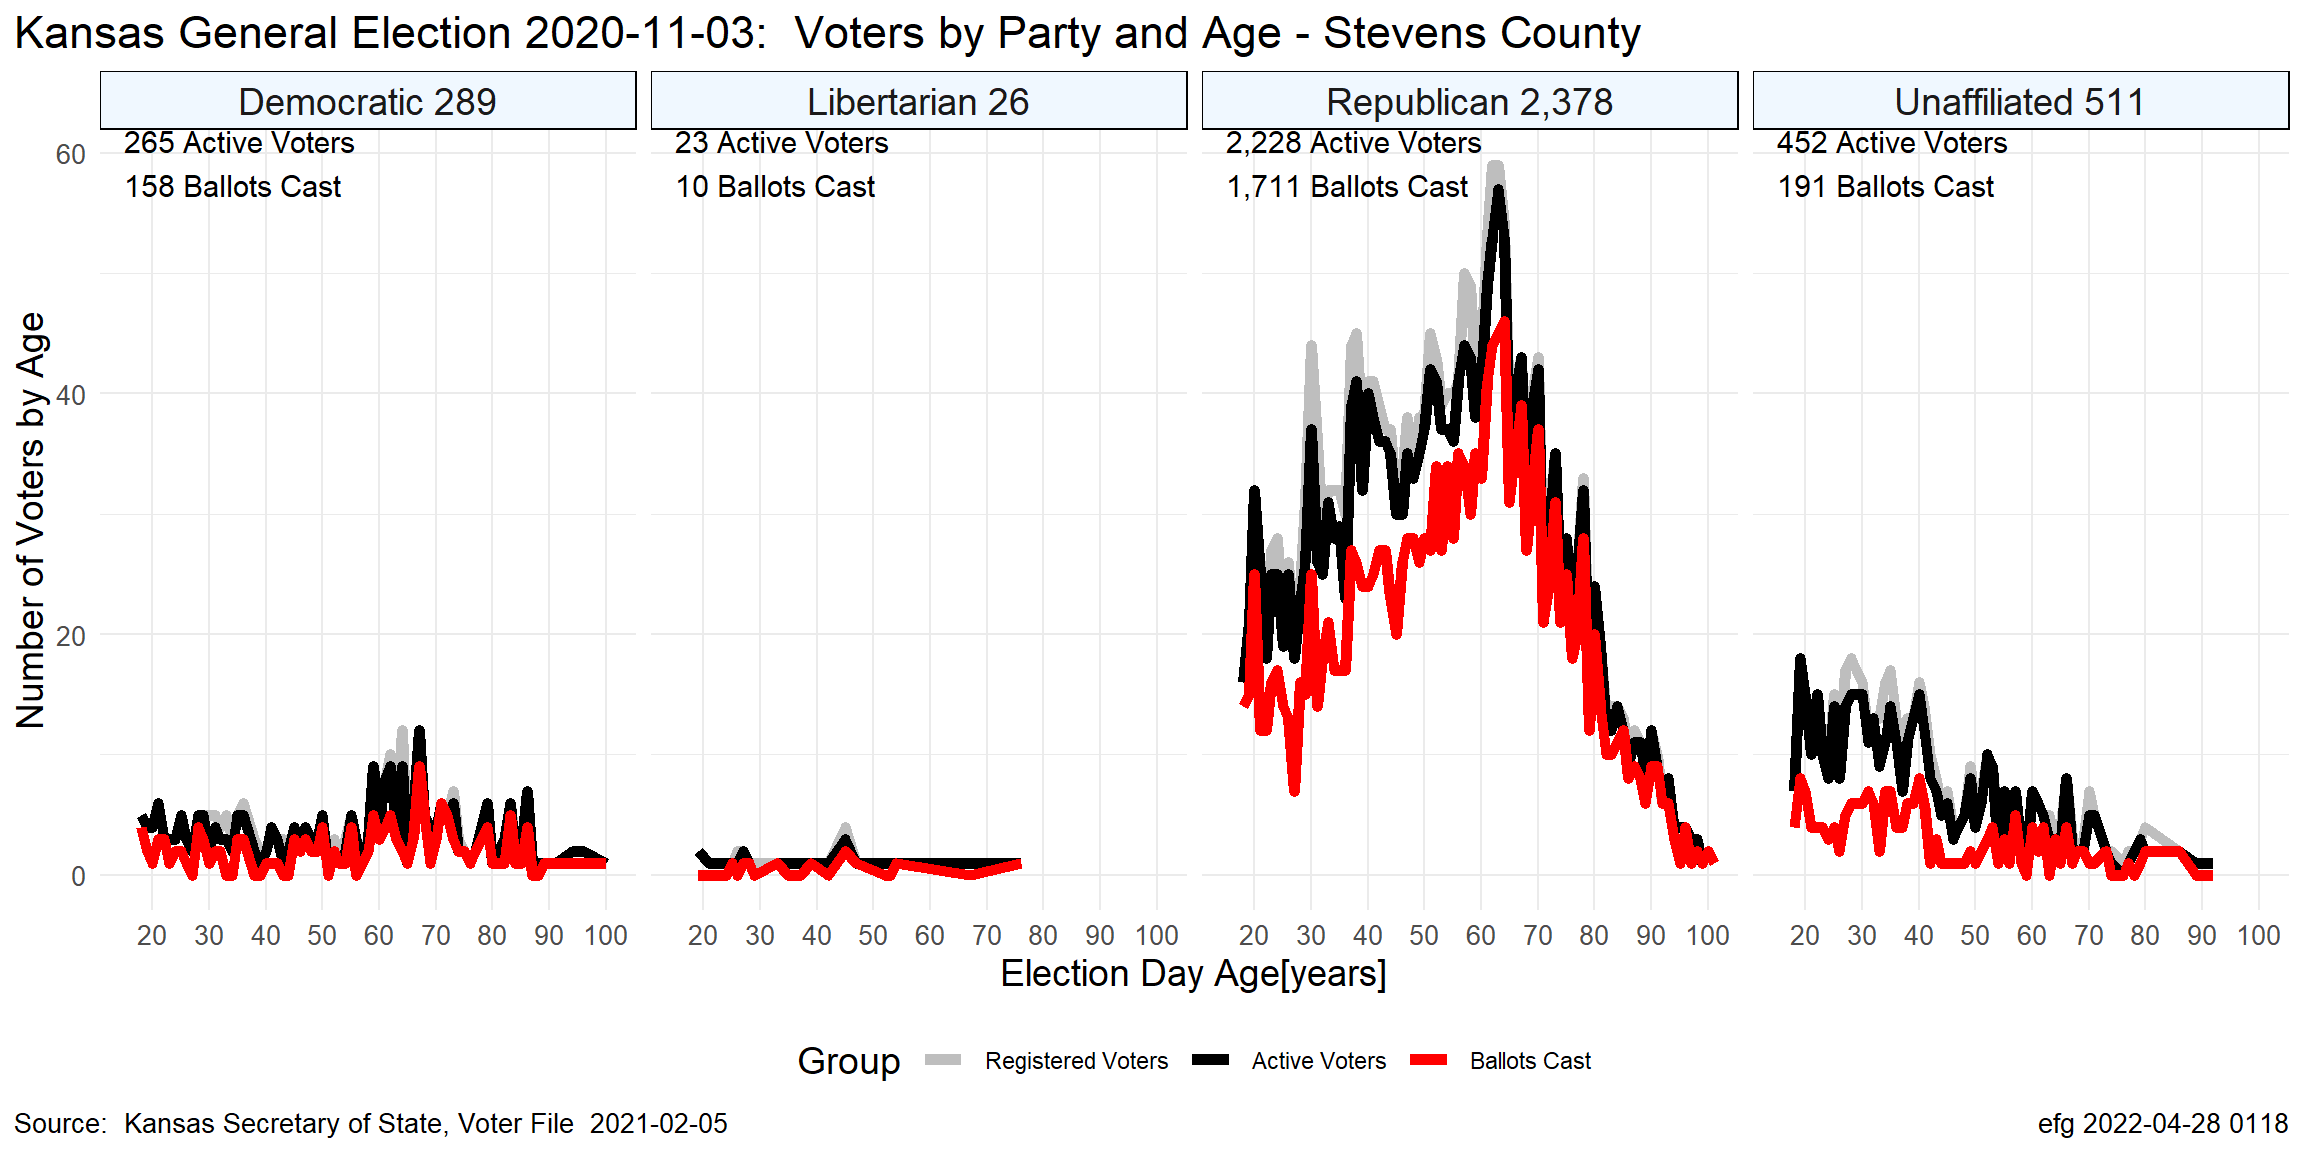 Kansas General Election 2020-11-03:  Voters by Party and Age - Stevens County
Democratic 289
Libertarian 26
Republican 2,378
Unaffiliated 511
265 Active Voters
158 Ballots Cast
23 Active Voters
10 Ballots Cast
2,228 Active Voters
1,711 Ballots Cast
452 Active Voters
191 Ballots Cast
Number of Voters by Age
60
40
20
0
20 30 40 50 60 70 80 90 100
20 30 40 50 60 70 80 90 100
20 30 40 50 60 70 80 90 100
20 30 40 50 60 70 80 90 100
Election Day Age[years]
Group Registered Voters Active Voters Ballots Cast
Source:  Kansas Secretary of State, Voter File  2021-02-05
efg 2022-04-28 0118